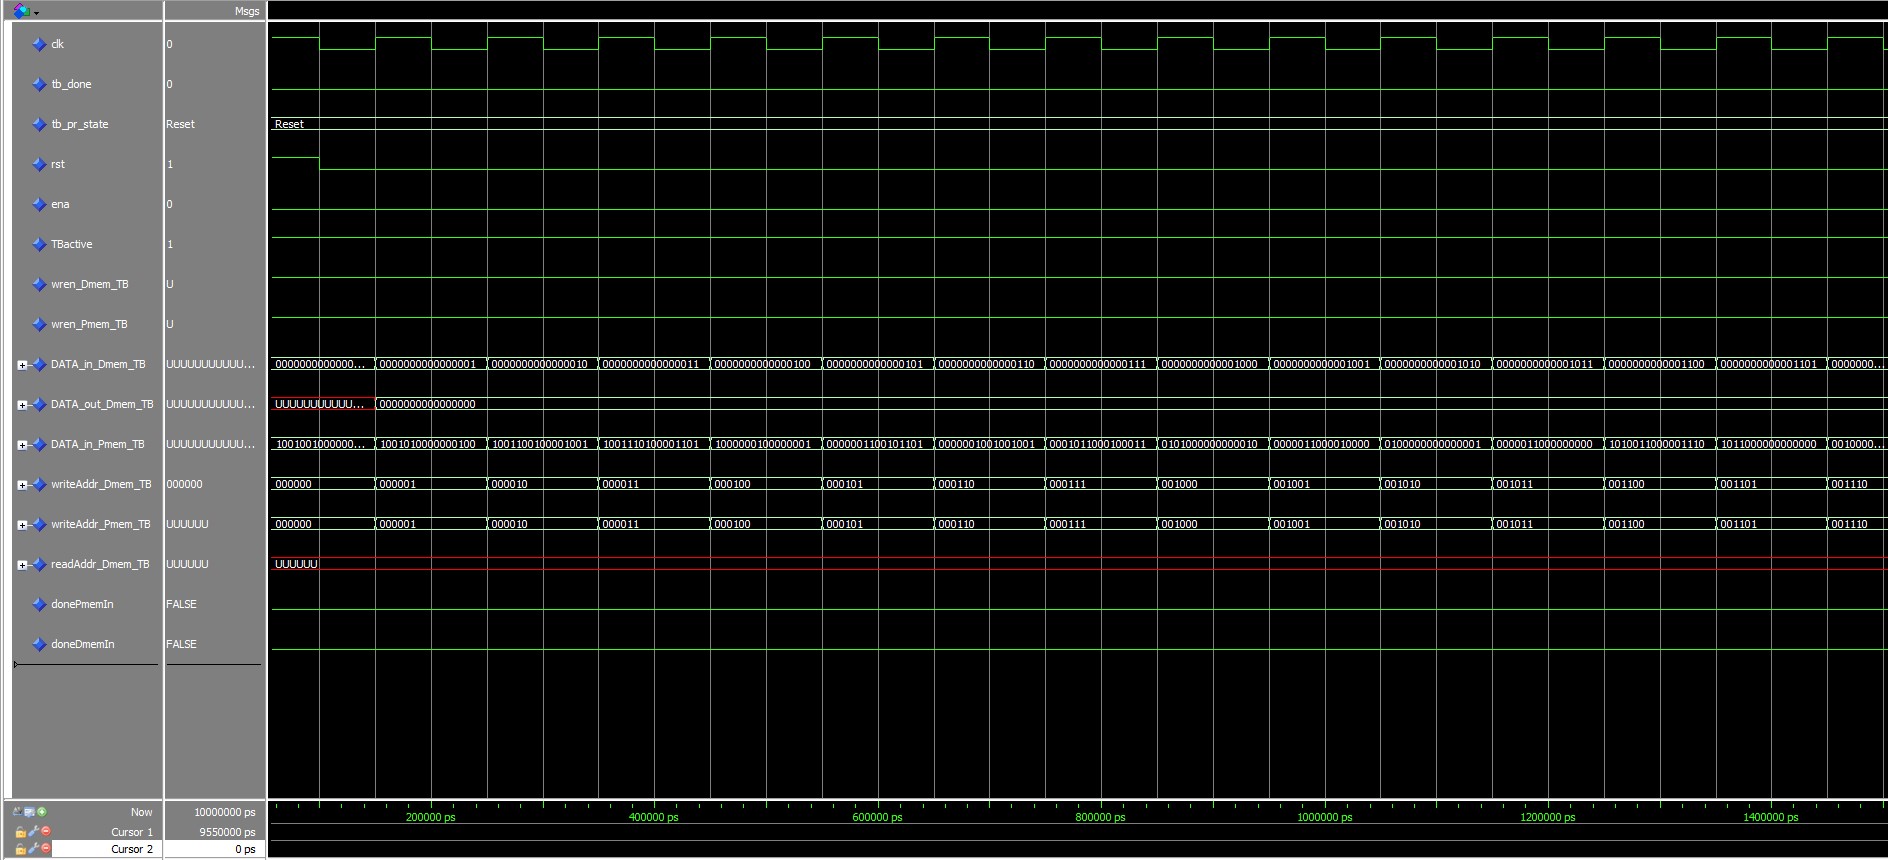 Msgs
clk 0
tb_done 0
tb_pr_state Reset Reset
rst 1
ena 0
TBactive 1
wren_Dmem_TB U
wren_Pmem_TB U
DATA_in_Dmem_TB UUUUUUUUUUUU... 0000000000000... 0000000000000001 0000000000000010 0000000000000011 0000000000000100 0000000000000101 0000000000000110 0000000000000111 0000000000001000 0000000000001001 0000000000001010 0000000000001011 0000000000001100 0000000000001101 0000000...
DATA_out_Dmem_TB UUUUUUUUUUUU... UUUUUUUUUUU... 0000000000000000
DATA_in_Pmem_TB UUUUUUUUUUUU... 1001001000000... 1001010000000100 1001100100001001 1001110100001101 1000000100000001 0000001100101101 0000001001001001 0001011000100011 0101000000000010 0000011000010000 0100000000000001 0000011000000000 1010011000001110 1011000000000000 0010000...
writeAddr_Dmem_TB 000000 000000 000001 000010 000011 000100 000101 000110 000111 001000 001001 001010 001011 001100 001101 001110
writeAddr_Pmem_TB UUUUUU 000000 000001 000010 000011 000100 000101 000110 000111 001000 001001 001010 001011 001100 001101 001110
readAddr_Dmem_TB UUUUUU UUUUUU
donePmemIn FALSE
doneDmemIn FALSE
Now 10000000 ps 200000 ps 400000 ps 600000 ps 800000 ps 1000000 ps 1200000 ps 1400000 ps
Cursor 1 9550000 ps
Cursor 2 0 ps